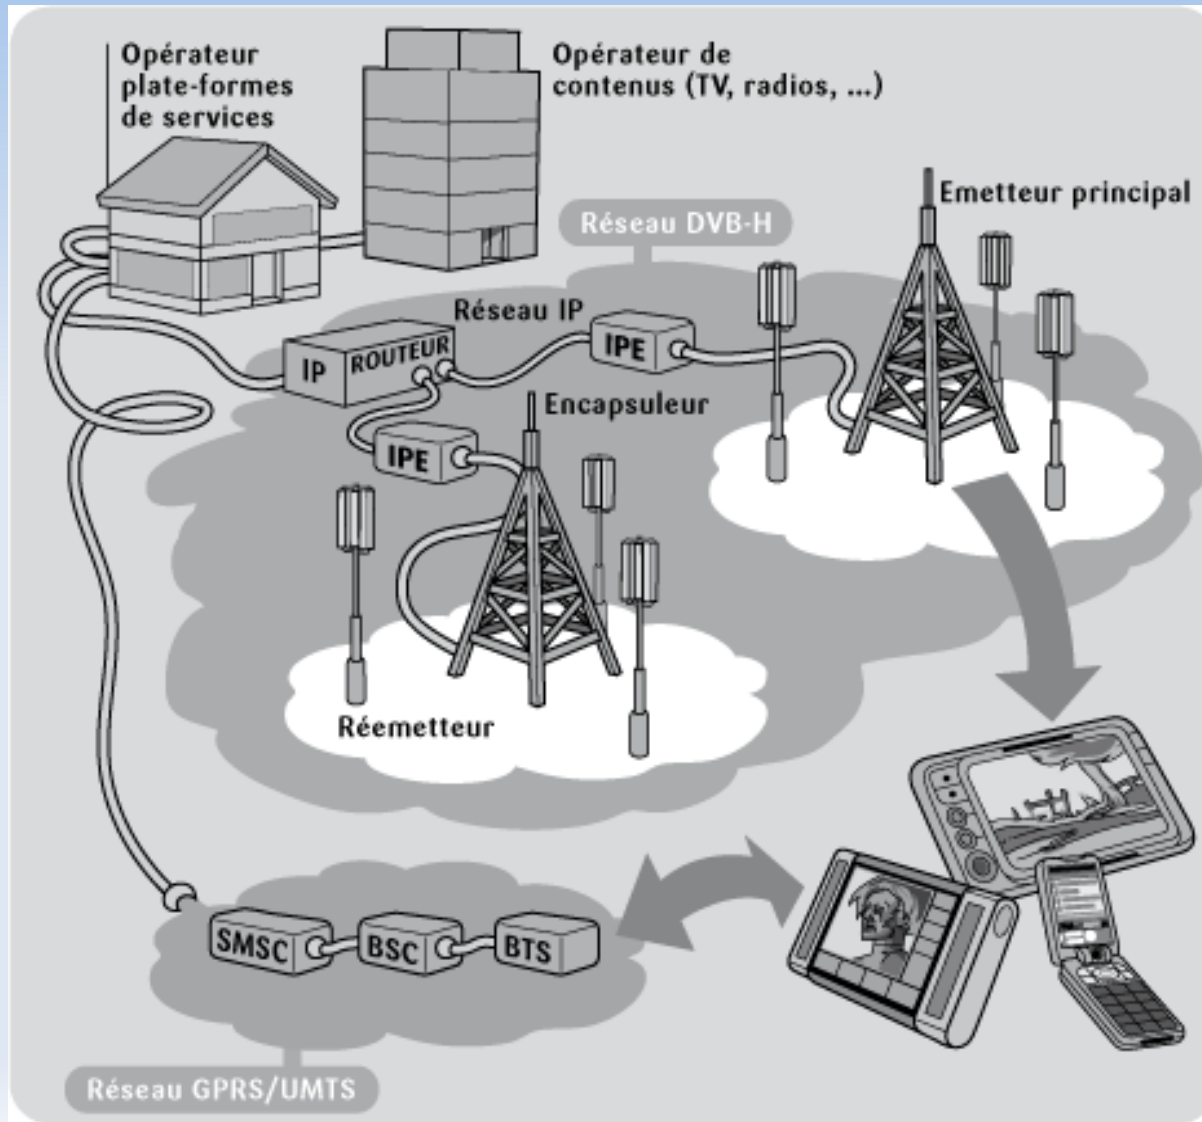 Opérateur
plate-formes
de services
Opérateur de
contenus (TV, radios, ...)
Emetteur principal
Réseau DVB-H
Réseau IP
IPE
IP
ROUTEUR
Encapsuleur
IPE
Réemetteur
SMSC
BSC
BTS
Réseau GPRS/UMTS